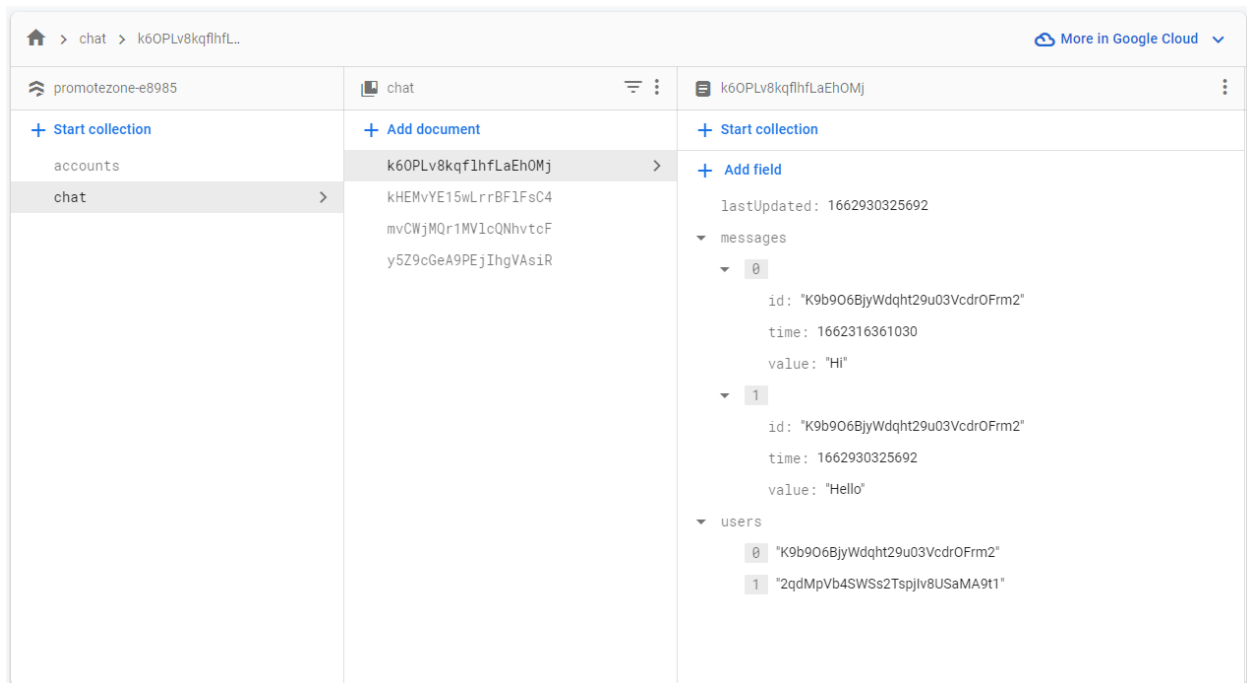 chat > k6OPLv8kqflhfL...
More in Google Cloud
promotezone-e8985
+ Start collection
accounts
chat
chat
+ Add document
k6OPLv8kqflhfLaEhOMj
kHEMvYE15wLrrBFlFsC4
mvCWjMQr1MVlcQNhvtcF
y5Z9cGeA9PEjIhgVAsiR
k6OPLv8kqflhfLaEhOMj
+ Start collection
+ Add field
lastUpdated: 1662930325692
messages
0
id: "K9b9O6BjyWdqht29u03VcdrOFrm2"
time: 1662316361030
value: "Hi"
1
id: "K9b9O6BjyWdqht29u03VcdrOFrm2"
time: 1662930325692
value: "Hello"
users
0 "K9b9O6BjyWdqht29u03VcdrOFrm2"
1 "2qdMpVb4SWSs2TspjIv8USaMA9t1"